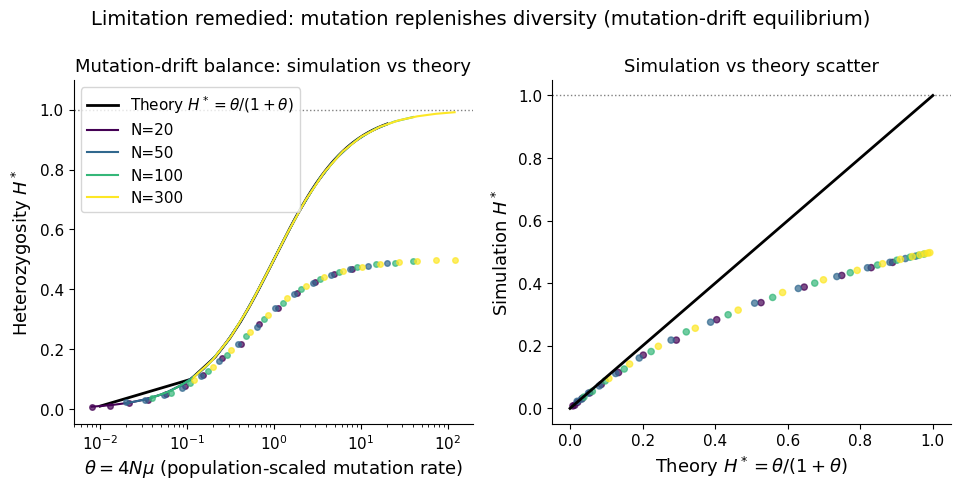 Limitation remedied: mutation replenishes diversity (mutation-drift equilibrium)
Mutation-drift balance: simulation vs theory
Theory H* = θ/(1 + θ)
N=20
N=50
N=100
N=300
1.0
0.8
0.6
0.4
0.2
0.0
Heterozygosity H*
10⁻² 10⁻¹ 10⁰ 10¹ 10²
θ = 4Nμ (population-scaled mutation rate)
Simulation vs theory scatter
1.0
0.8
0.6
0.4
0.2
0.0
Simulation H*
0.0 0.2 0.4 0.6 0.8 1.0
Theory H* = θ/(1 + θ)